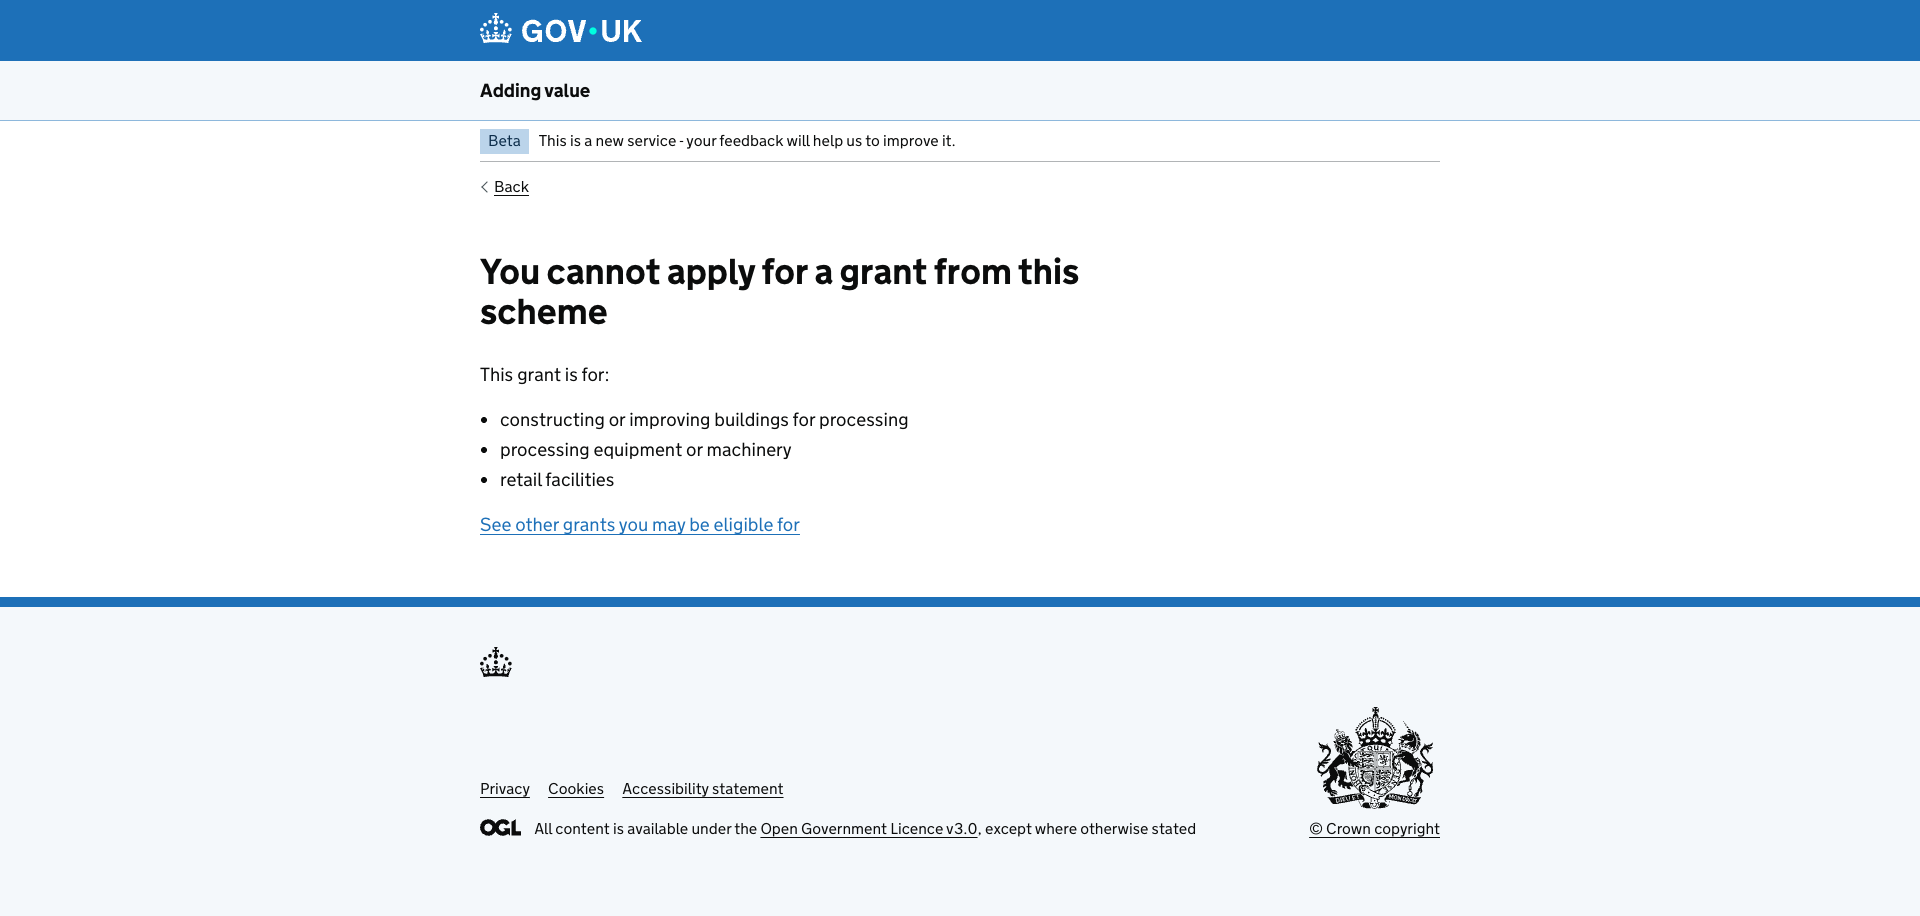 GOV·UK
Adding value
Beta This is a new service - your feedback will help us to improve it.
Back
You cannot apply for a grant from this
scheme
This grant is for:
• constructing or improving buildings for processing
• processing equipment or machinery
• retail facilities
See other grants you may be eligible for
Privacy Cookies Accessibility statement
OGL All content is available under the Open Government Licence v3.0, except where otherwise stated
© Crown copyright